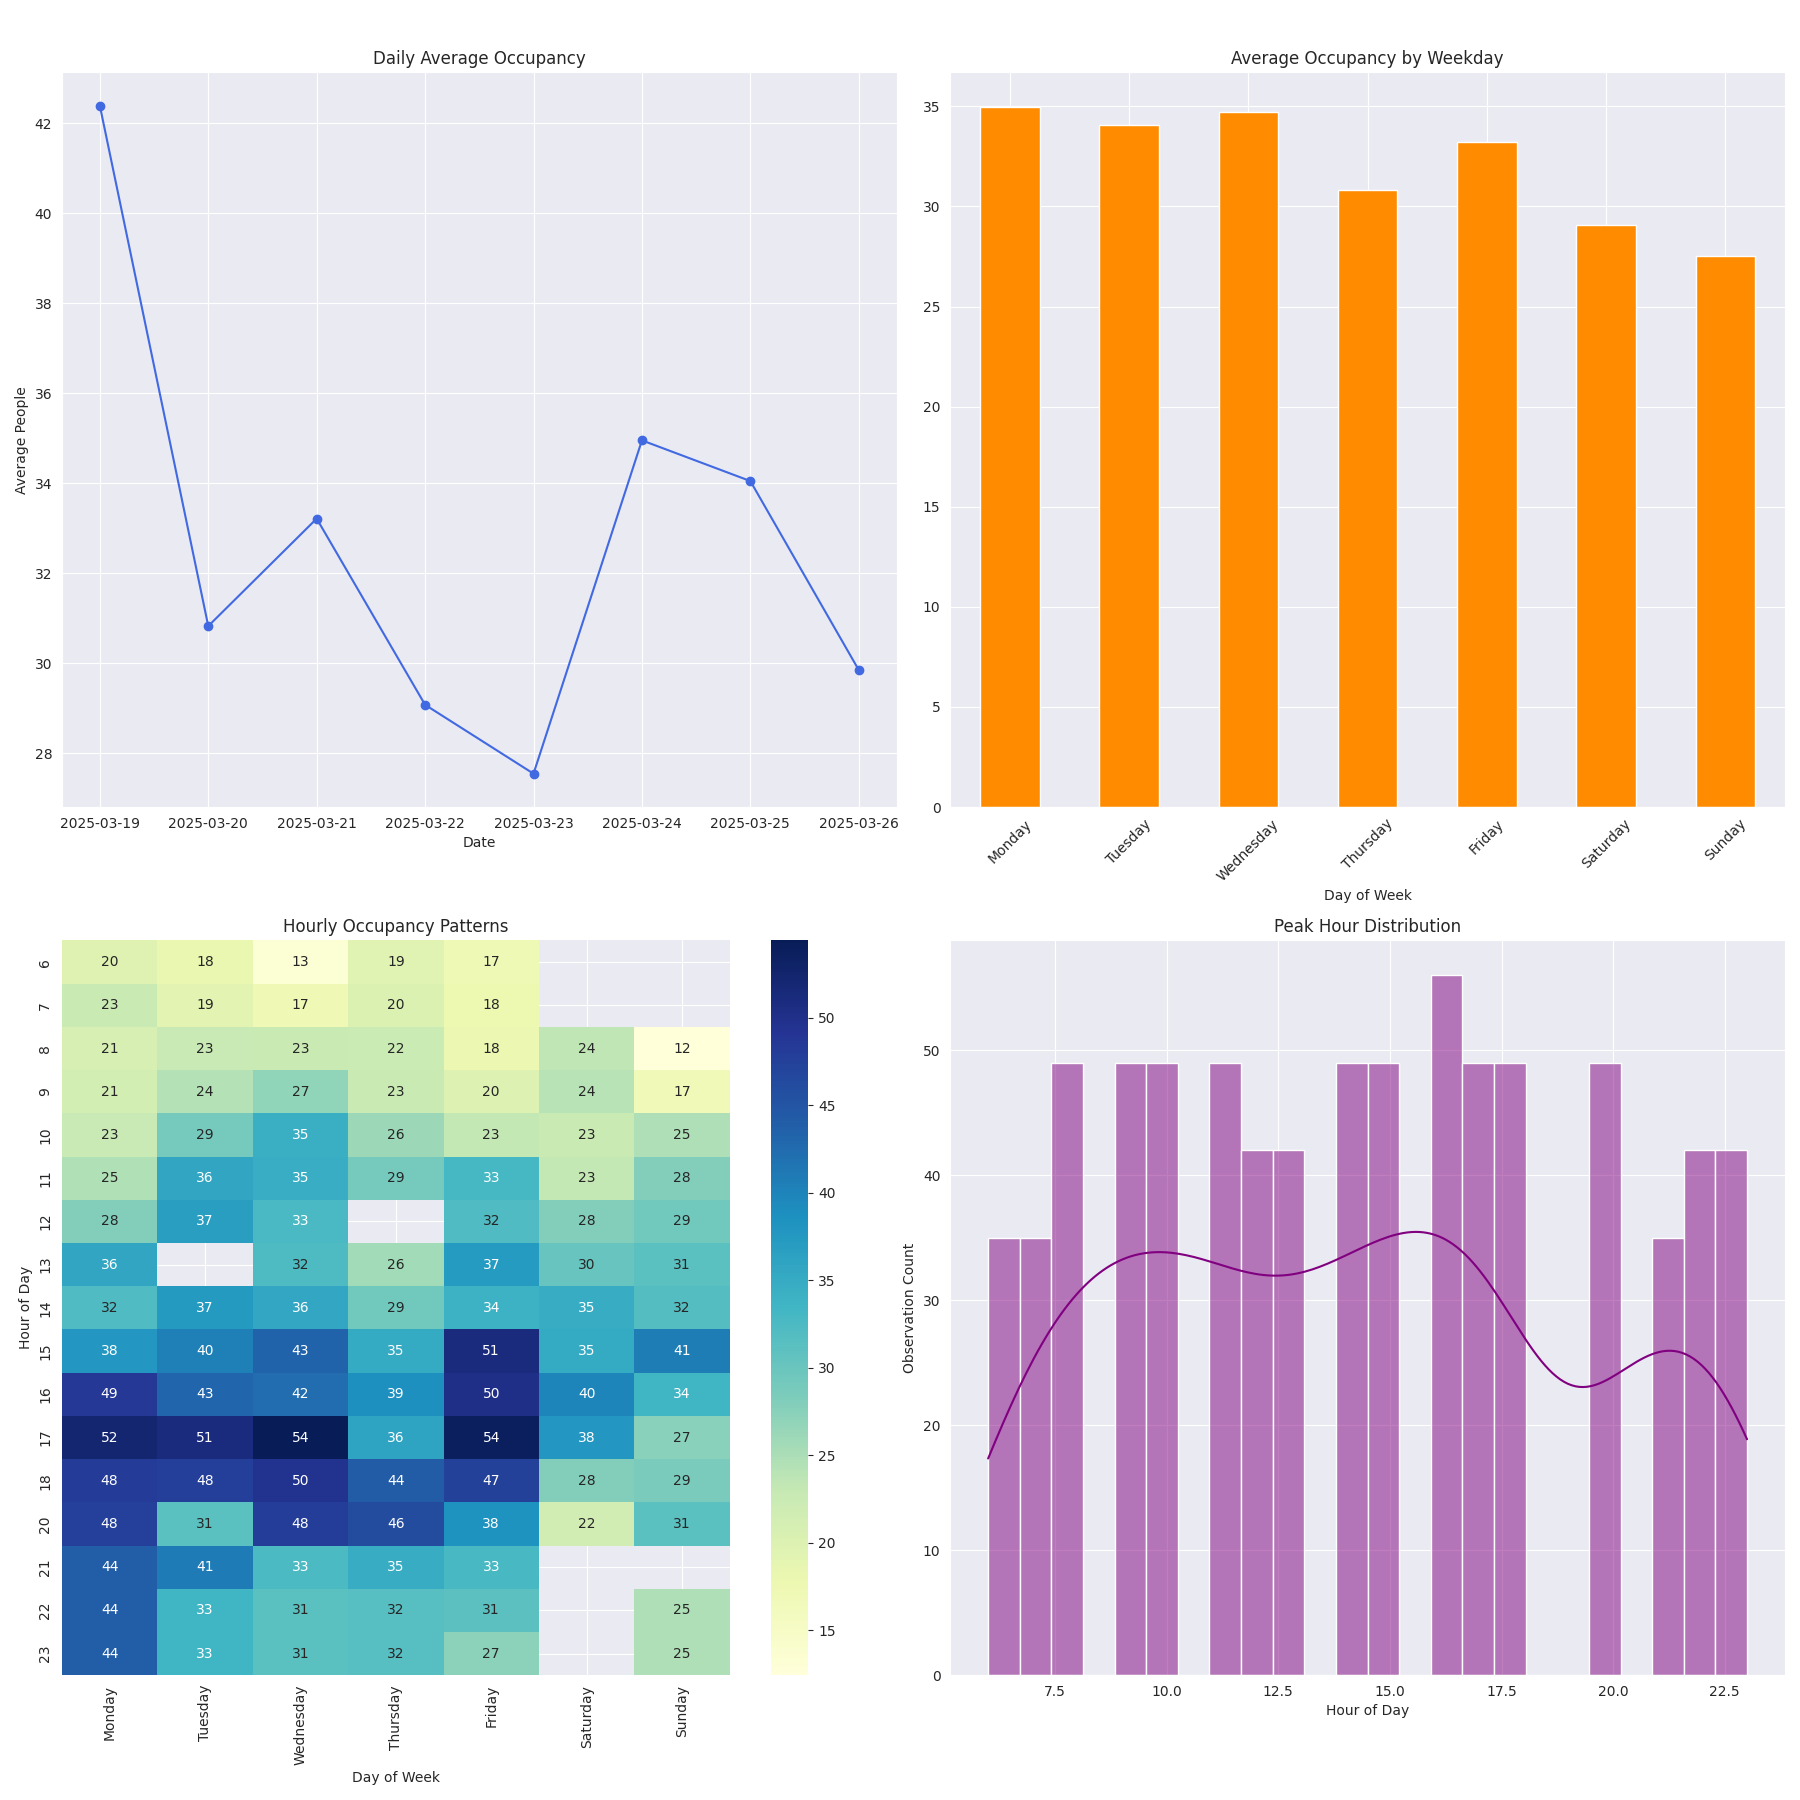 Daily Average Occupancy
Average People
42
40
38
36
34
32
30
28
2025-03-19 2025-03-20 2025-03-21 2025-03-22 2025-03-23 2025-03-24 2025-03-25 2025-03-26
Date
Average Occupancy by Weekday
35
30
25
20
15
10
5
0
Monday Tuesday Wednesday Thursday Friday Saturday Sunday
Day of Week
Hourly Occupancy Patterns
Hour of Day
6 20 18 13 19 17
7 23 19 17 20 18
8 21 23 23 22 18 24 12
9 21 24 27 23 20 24 17
10 23 29 35 26 23 23 25
11 25 36 35 29 33 23 28
12 28 37 33 32 28 29
13 36 32 26 37 30 31
14 32 37 36 29 34 35 32
15 38 40 43 35 51 35 41
16 49 43 42 39 50 40 34
17 52 51 54 36 54 38 27
18 48 48 50 44 47 28 29
20 48 31 48 46 38 22 31
21 44 41 33 35 33
22 44 33 31 32 31 25
23 44 33 31 32 27 25
Monday Tuesday Wednesday Thursday Friday Saturday Sunday
Day of Week
50
45
40
35
30
25
20
15
Peak Hour Distribution
Observation Count
50
40
30
20
10
0
7.5 10.0 12.5 15.0 17.5 20.0 22.5
Hour of Day